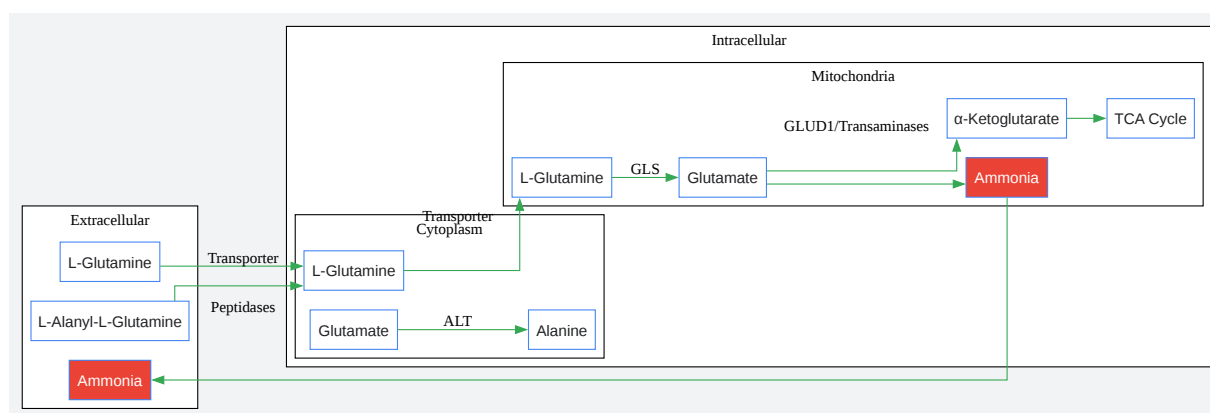 Intracellular
Mitochondria
α-Ketoglutarate
TCA Cycle
GLUD1/Transaminases
L-Glutamine
GLS
Glutamate
Ammonia
Extracellular
Transporter
Cytoplasm
L-Glutamine
Transporter
L-Glutamine
L-Alanyl-L-Glutamine
Peptidases
Glutamate
ALT
Alanine
Ammonia